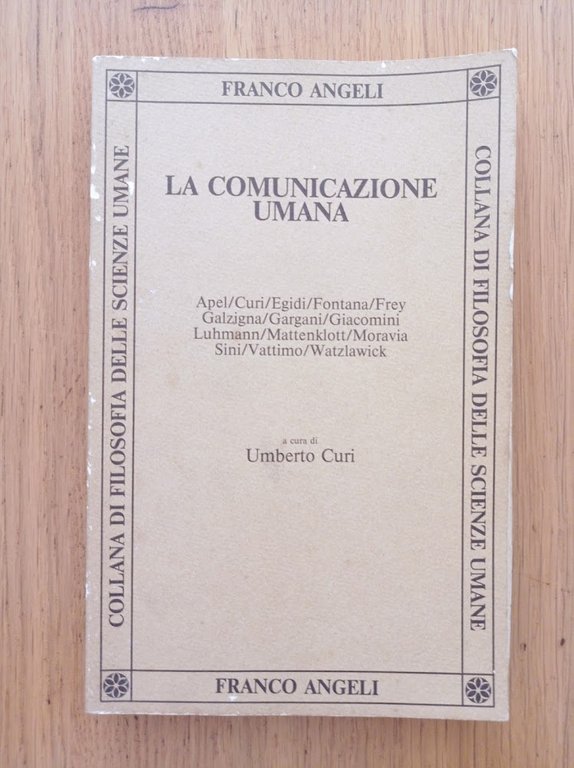 FRANCO ANGELI
COLLANA DI FILOSOFIA DELLE SCIENZE UMANE
LA COMUNICAZIONE
UMANA
Apel/Curi/Egidi/Fontana/Frey
Galzigna/Gargani/Giacomini
Luhmann/Mattenklott/Moravia
Sini/Vattimo/Watzlawick
a cura di
Umberto Curi
COLLANA DI FILOSOFIA DELLE SCIENZE UMANE
FRANCO ANGELI